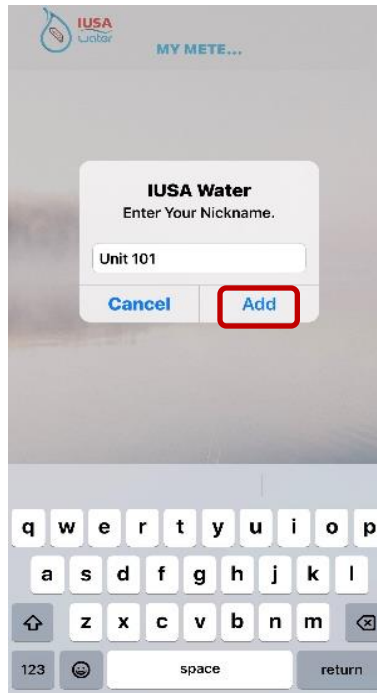 IUSA
water
MY METE...
IUSA Water
Enter Your Nickname.
Unit 101
Cancel Add
q w e r t y u i o p
a s d f g h j k l
z x c v b n m
123 space return